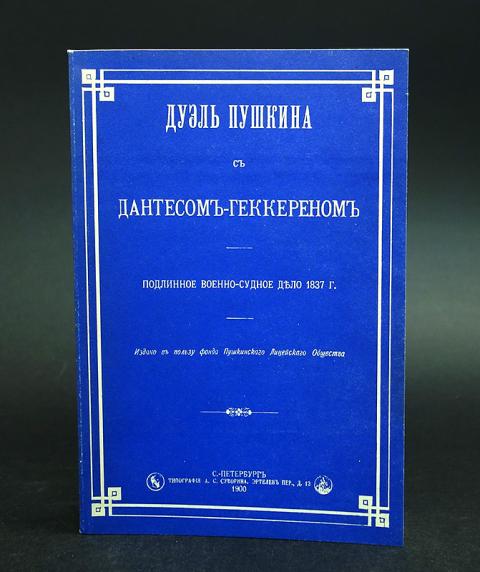 ДУЭЛЬ ПУШКИНА
СЪ
ДАНТЕСОМЪ-ГЕККЕРЕНОМЪ
ПОДЛИННОЕ ВОЕННО-СУДНОЕ ДѢЛО 1837 Г.
Издано въ пользу фонда Пушкинскаго Лицейскаго Общества
С.-ПЕТЕРБУРГЪ
ТИПОГРАФІЯ А. С. СУВОРИНА. ЭРТЕЛЕВЪ ПЕР., Д. 13
1900